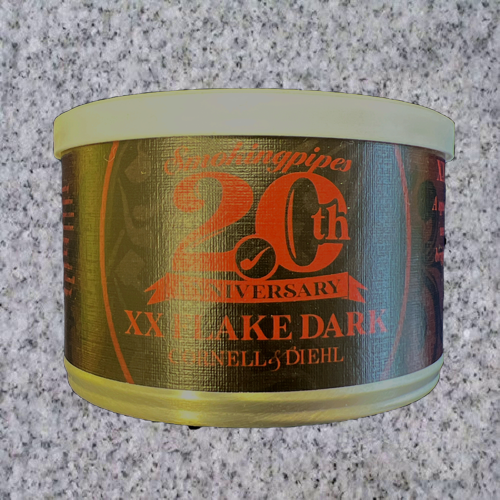 Smokingpipes
20th
ANNIVERSARY
XX FLAKE DARK
CORNELL & DIEHL